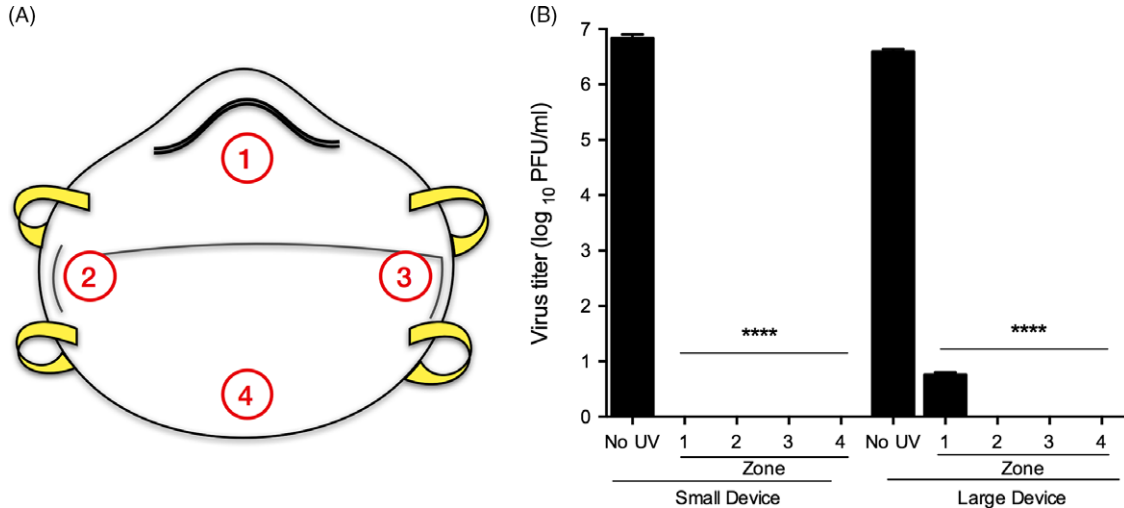 (A)
1
2
3
4
(B)
Virus titer (log 10 PFU/ml)
7
6
5
4
3
2
1
0
****
****
No UV 1 2 3 4 No UV 1 2 3 4
Zone Zone
Small Device Large Device